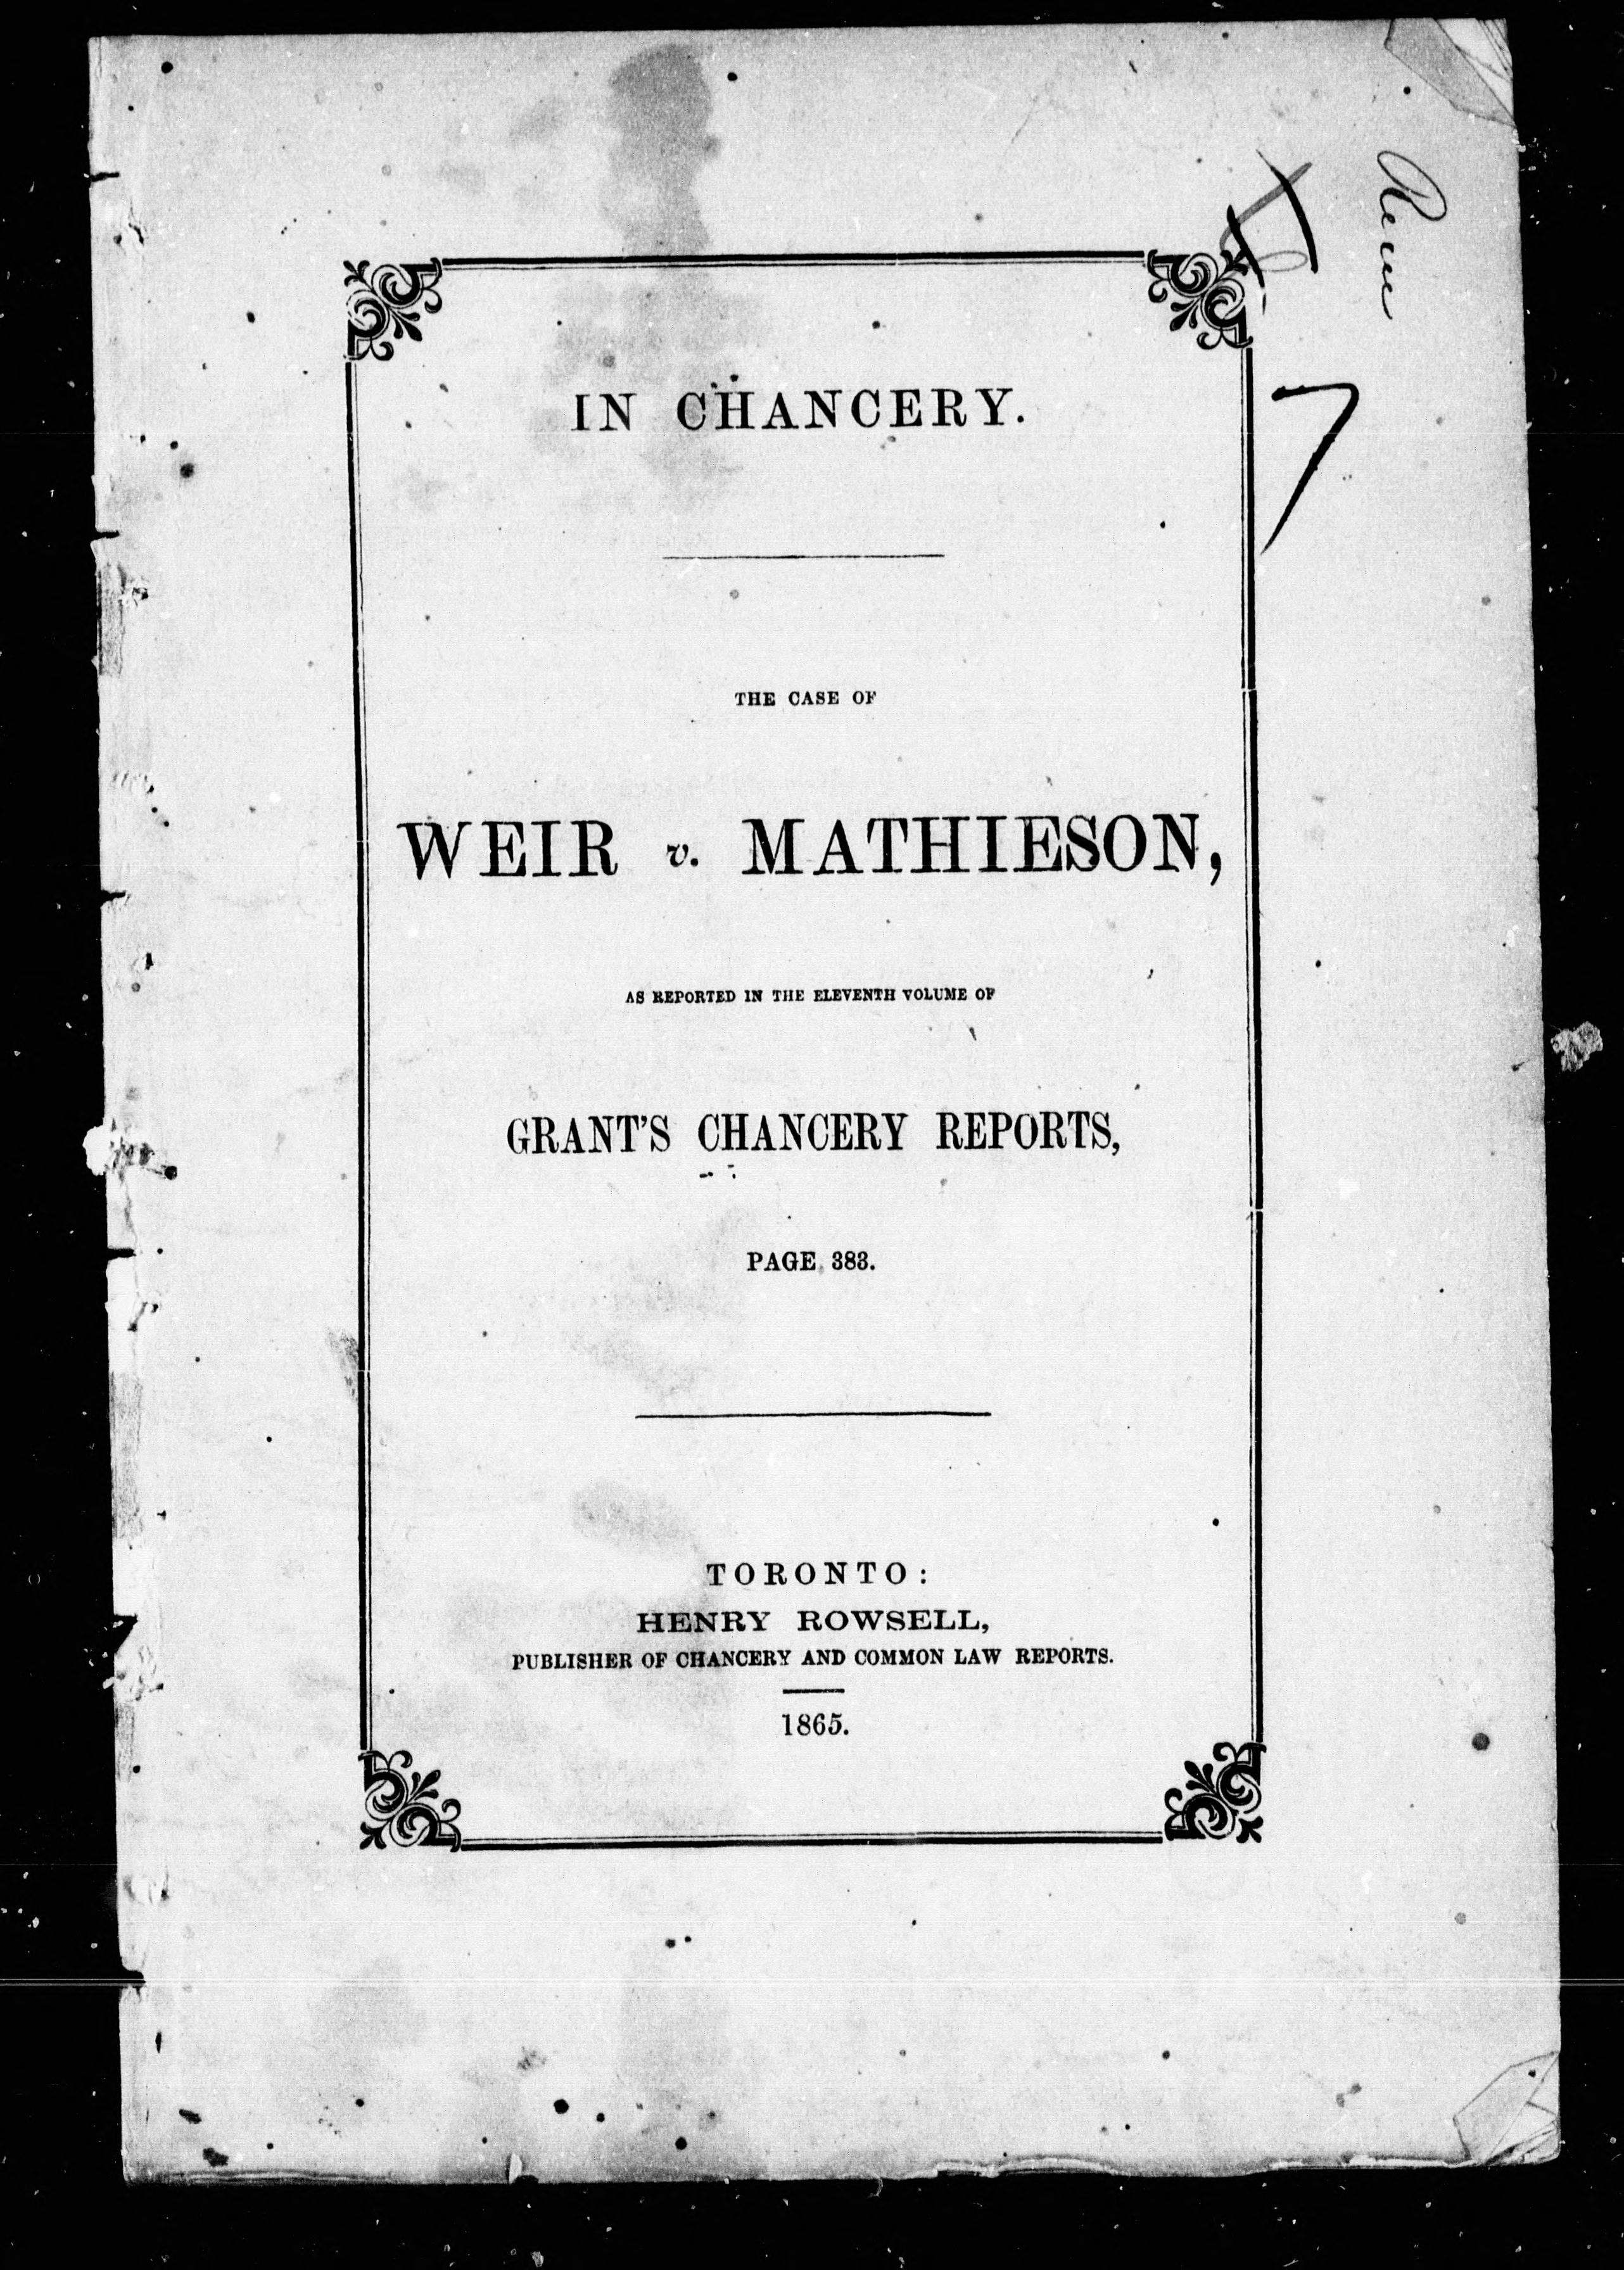 IN CHANCERY.
THE CASE OF
WEIR v. MATHIESON,
AS REPORTED IN THE ELEVENTH VOLUME OF
GRANT'S CHANCERY REPORTS,
PAGE 383.
TORONTO:
HENRY ROWSELL,
PUBLISHER OF CHANCERY AND COMMON LAW REPORTS.
1865.
7